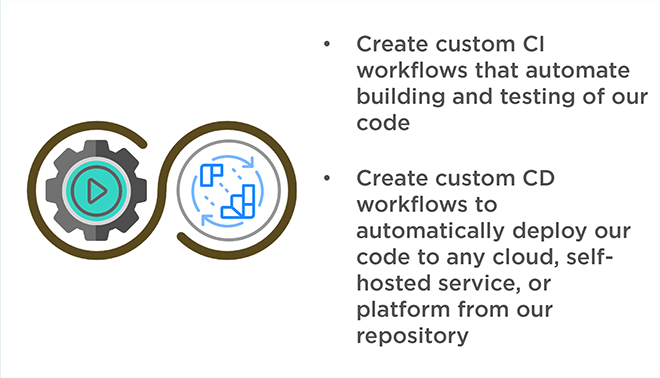 • Create custom CI
workflows that automate
building and testing of our
code
• Create custom CD
workflows to
automatically deploy our
code to any cloud, self-
hosted service, or
platform from our
repository